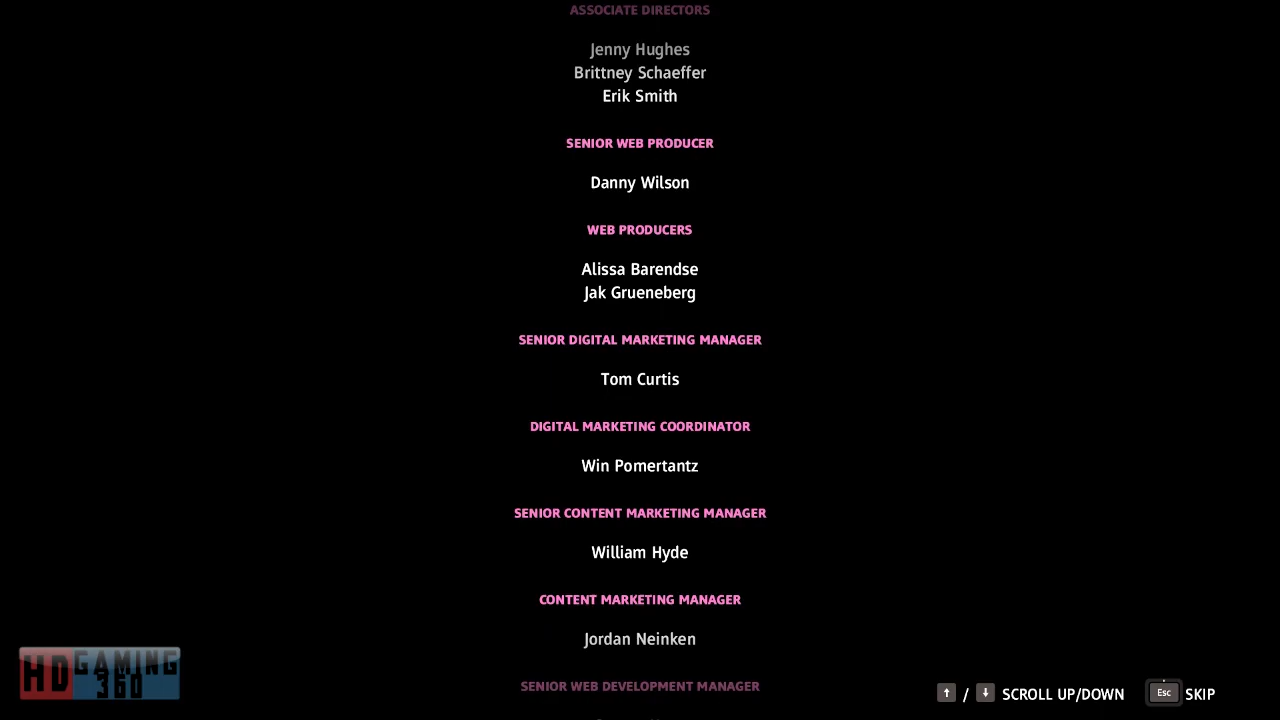 ASSOCIATE DIRECTORS
Jenny Hughes
Brittney Schaeffer
Erik Smith
SENIOR WEB PRODUCER
Danny Wilson
WEB PRODUCERS
Alissa Barendse
Jak Grueneberg
SENIOR DIGITAL MARKETING MANAGER
Tom Curtis
DIGITAL MARKETING COORDINATOR
Win Pomertantz
SENIOR CONTENT MARKETING MANAGER
William Hyde
CONTENT MARKETING MANAGER
Jordan Neinken
SENIOR WEB DEVELOPMENT MANAGER
HD GAMING
360
↑ / ↓ SCROLL UP/DOWN Esc SKIP